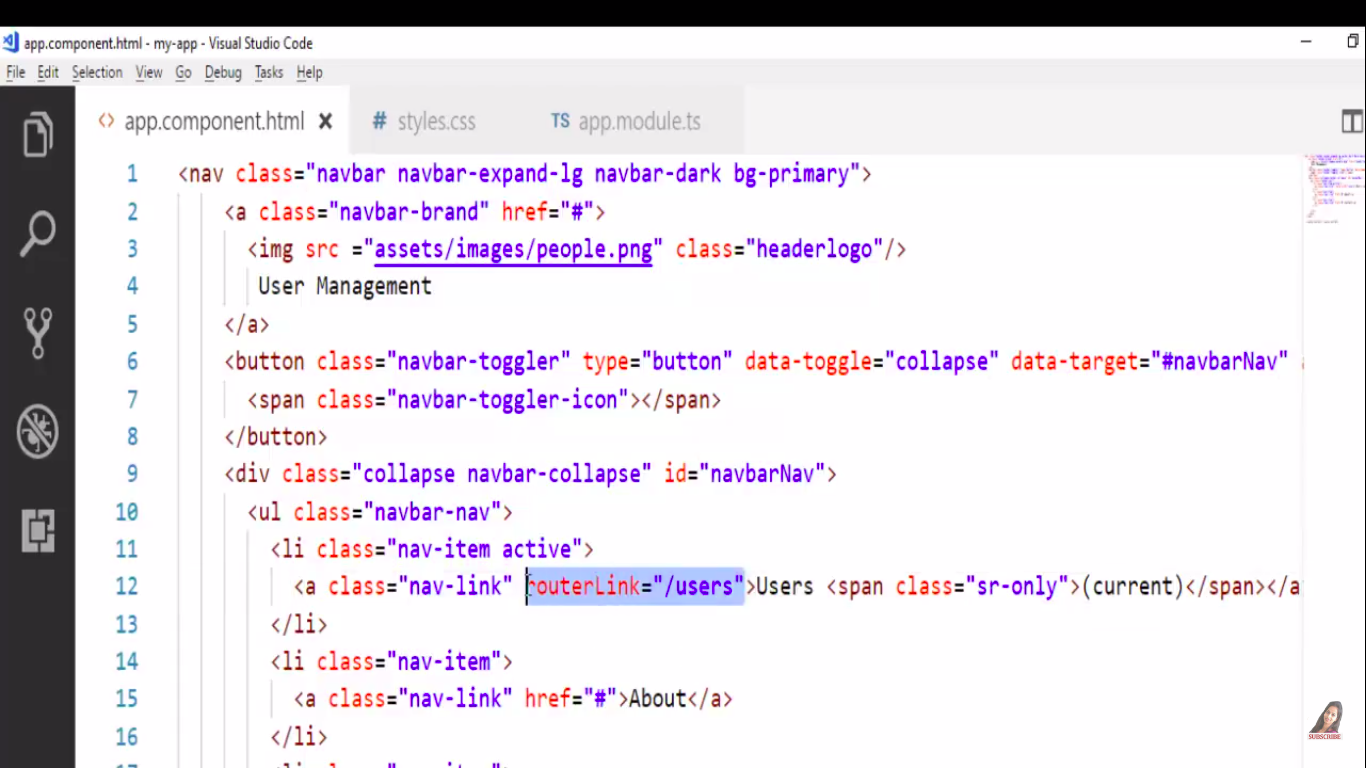 app.component.html - my-app - Visual Studio Code
File Edit Selection View Go Debug Tasks Help
<> app.component.html × # styles.css TS app.module.ts
1 <nav class="navbar navbar-expand-lg navbar-dark bg-primary">
2 <a class="navbar-brand" href="#">
3 <img src ="assets/images/people.png" class="headerlogo"/>
4 User Management
5 </a>
6 <button class="navbar-toggler" type="button" data-toggle="collapse" data-target="#navbarNav"
7 <span class="navbar-toggler-icon"></span>
8 </button>
9 <div class="collapse navbar-collapse" id="navbarNav">
10 <ul class="navbar-nav">
11 <li class="nav-item active">
12 <a class="nav-link" routerLink="/users">Users <span class="sr-only">(current)</span></a
13 </li>
14 <li class="nav-item">
15 <a class="nav-link" href="#">About</a>
16 </li>
SUBSCRIBE